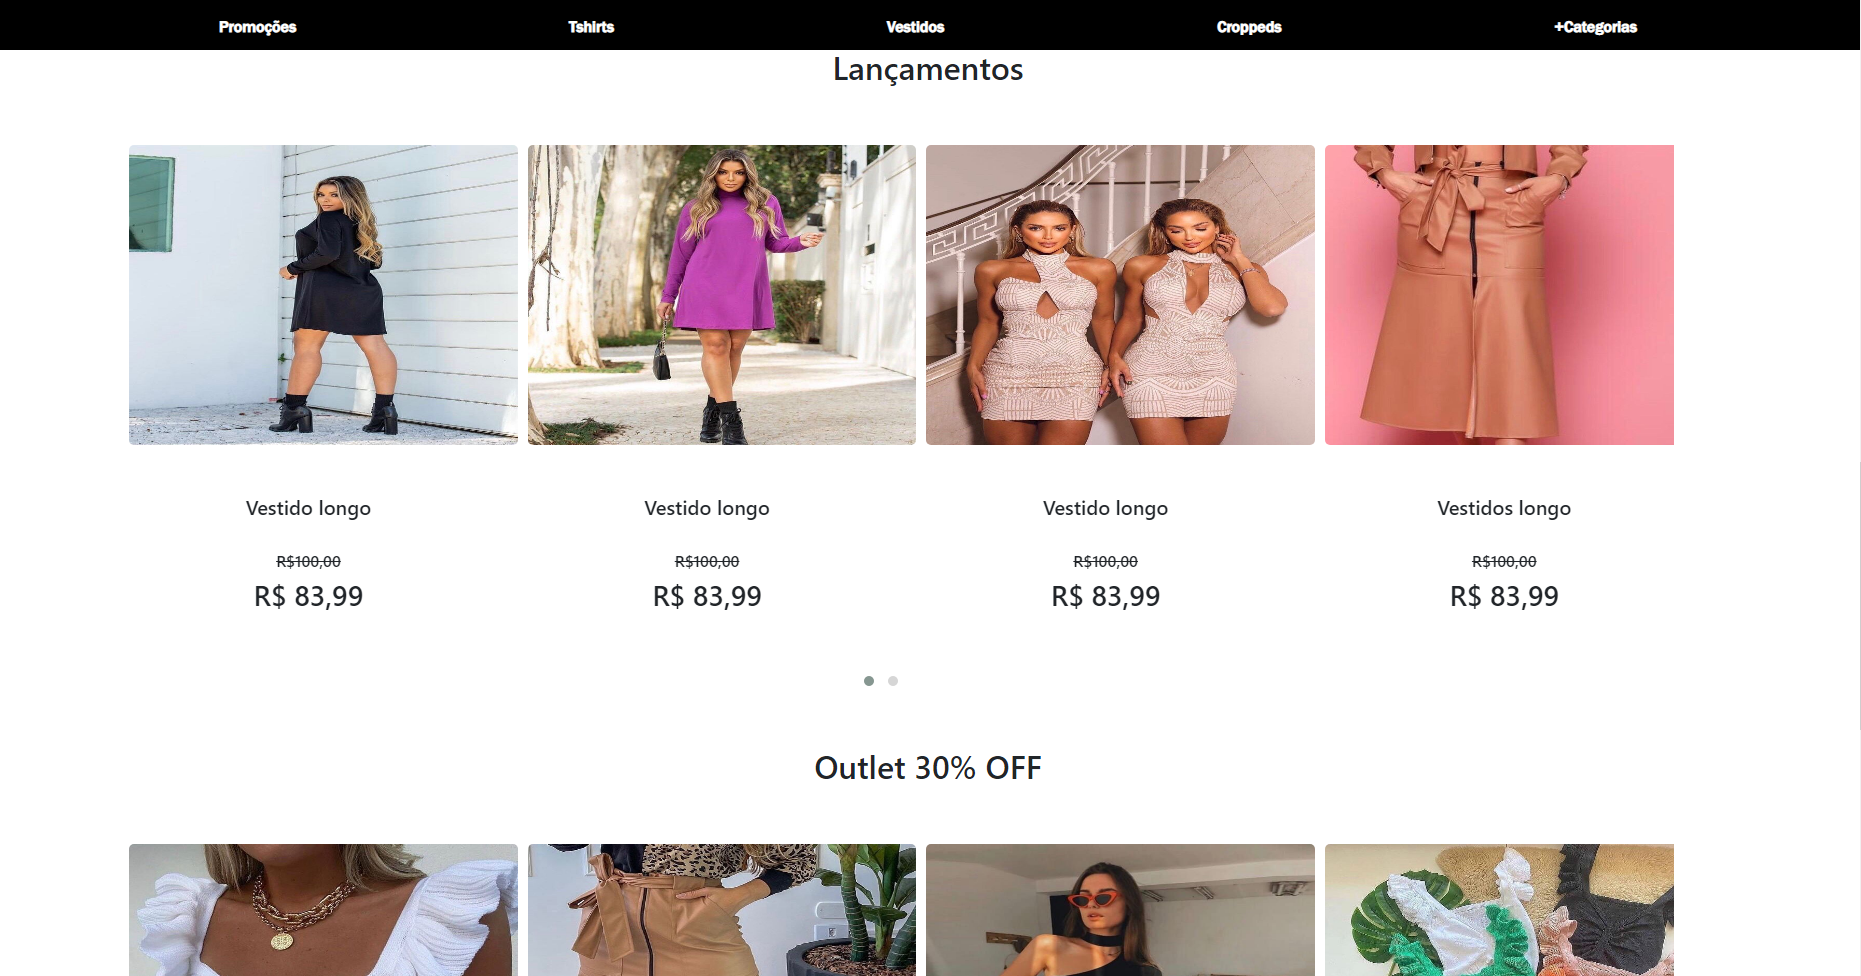 Promoções Tshirts Vestidos Croppeds +Categorias
Lançamentos
Vestido longo Vestido longo Vestido longo Vestidos longo
R$100,00 R$100,00 R$100,00 R$100,00
R$ 83,99 R$ 83,99 R$ 83,99 R$ 83,99
Outlet 30% OFF